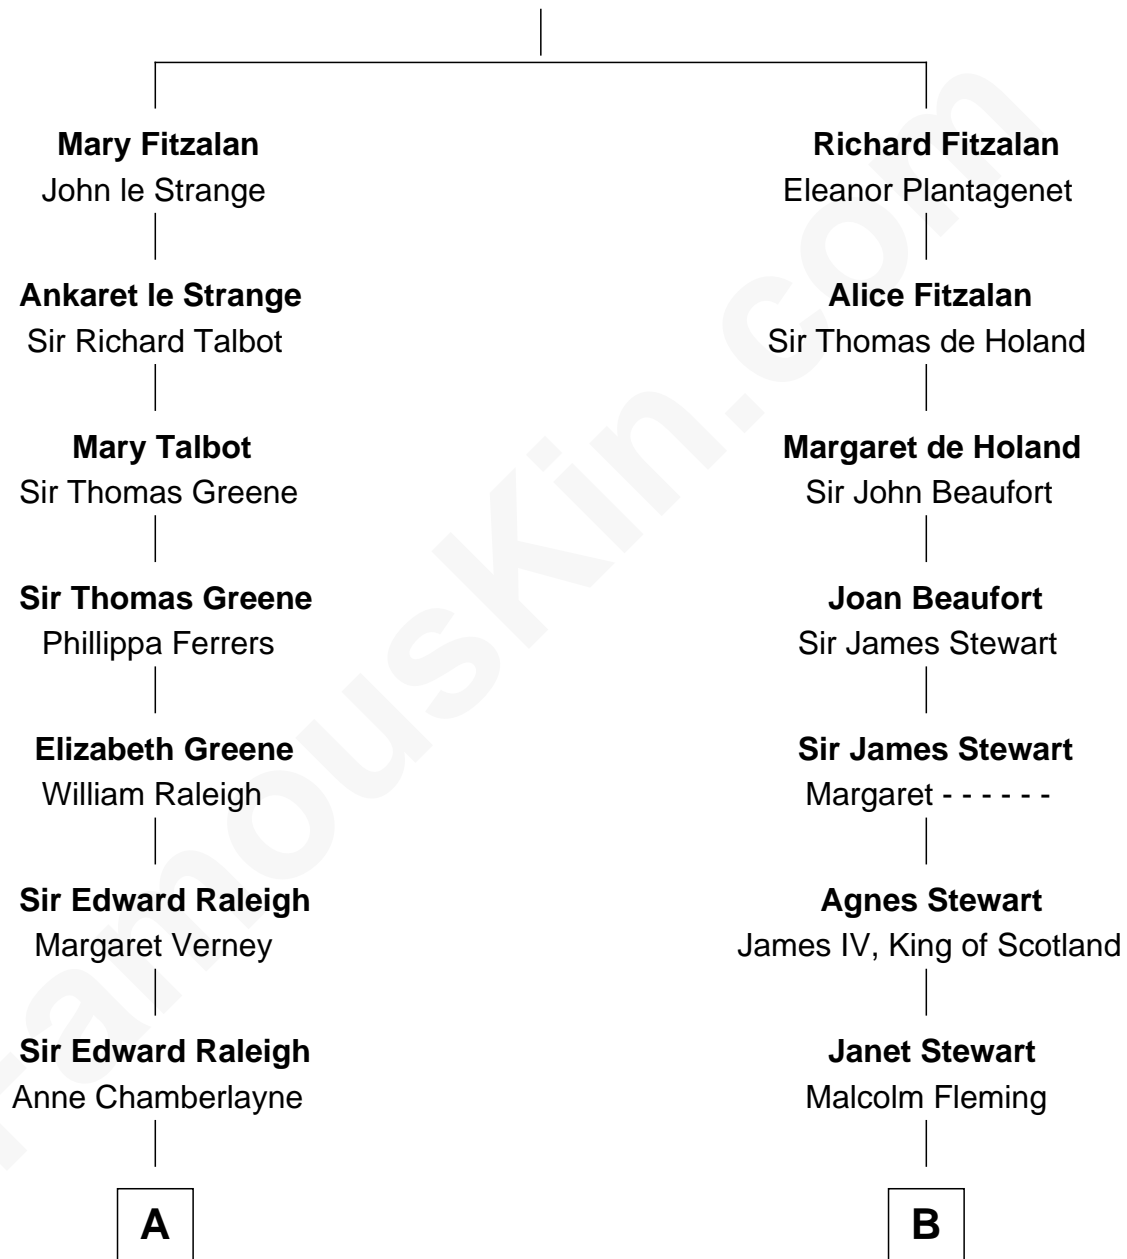 Mary Fitzalan
John le Strange
Ankaret le Strange
Sir Richard Talbot
Mary Talbot
Sir Thomas Greene
Sir Thomas Greene
Phillippa Ferrers
Elizabeth Greene
William Raleigh
Sir Edward Raleigh
Margaret Verney
Sir Edward Raleigh
Anne Chamberlayne
A
Richard Fitzalan
Eleanor Plantagenet
Alice Fitzalan
Sir Thomas de Holand
Margaret de Holand
Sir John Beaufort
Joan Beaufort
Sir James Stewart
Sir James Stewart
Margaret - - - - - -
Agnes Stewart
James IV, King of Scotland
Janet Stewart
Malcolm Fleming
B
FamousKin.com